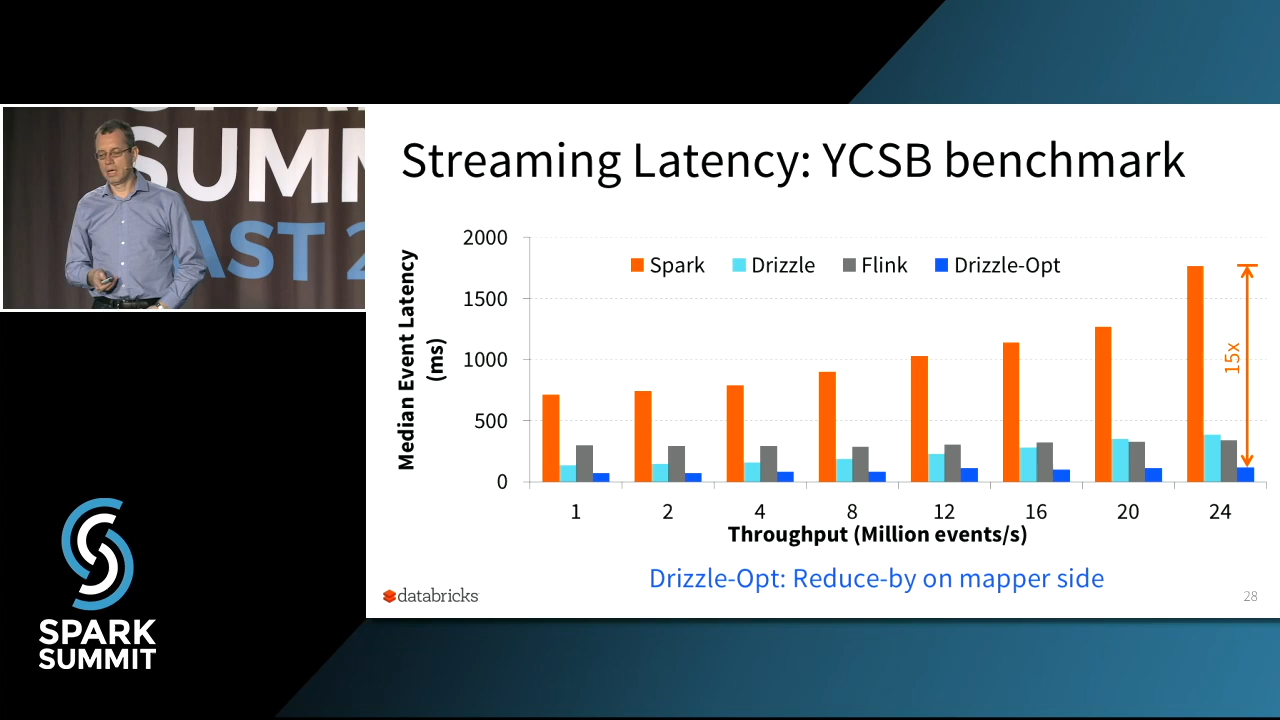 SUMM
AST 2
Streaming Latency: YCSB benchmark
Median Event Latency
(ms)
2000
1500
1000
500
0
Spark
Drizzle
Flink
Drizzle-Opt
15x
1 2 4 8 12 16 20 24
Throughput (Million events/s)
Drizzle-Opt: Reduce-by on mapper side
databricks
28
SPARK
SUMMIT